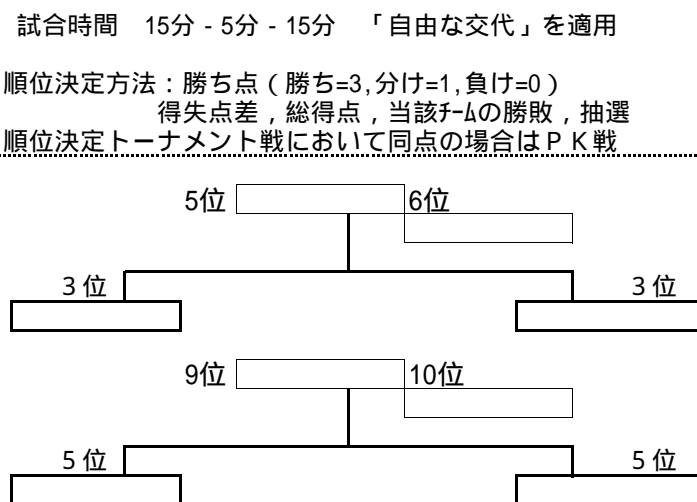 試合時間　15分 - 5分 - 15分　「自由な交代」を適用
順位決定方法：勝ち点（勝ち=3,分け=1,負け=0）
得失点差，総得点，当該ﾁｰﾑの勝敗，抽選
順位決定トーナメント戦において同点の場合はＰＫ戦
5位　6位
３位　３位
9位　10位
５位　５位